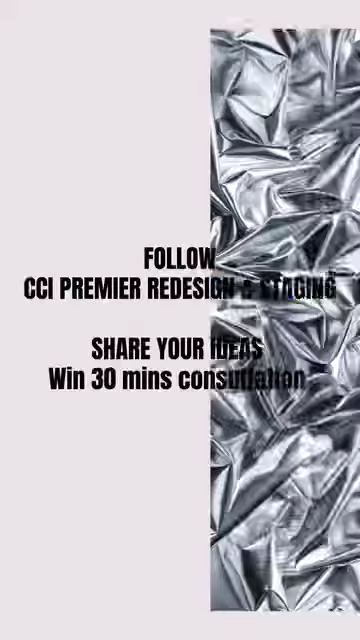 FOLLOW
CCI PREMIER REDESIGN & STAGING
SHARE YOUR IDEAS
Win 30 mins consultation